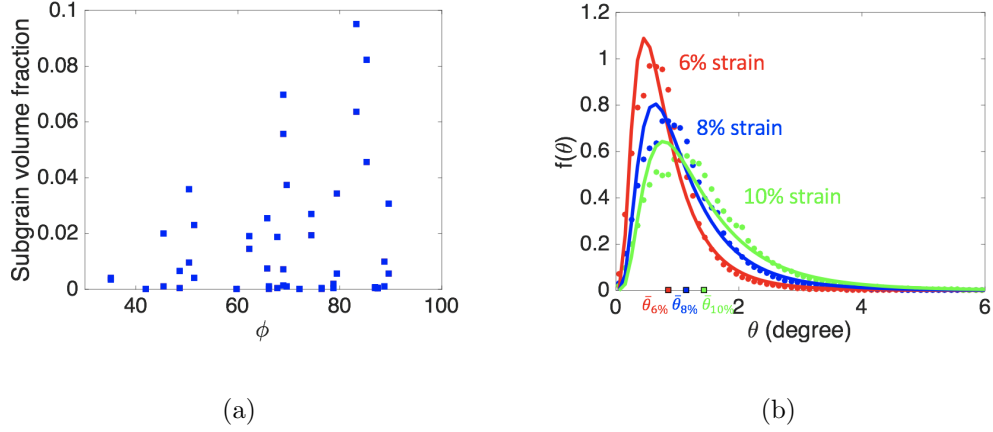 0.1
0.08
0.06
0.04
0.02
0
40
60
80
100
Subgrain volume fraction
ϕ
(a)
1.2
1
0.8
0.6
0.4
0.2
0
0
2
4
6
f(θ)
6% strain
8% strain
10% strain
θ̄6% θ̄8% θ̄10%
θ (degree)
(b)